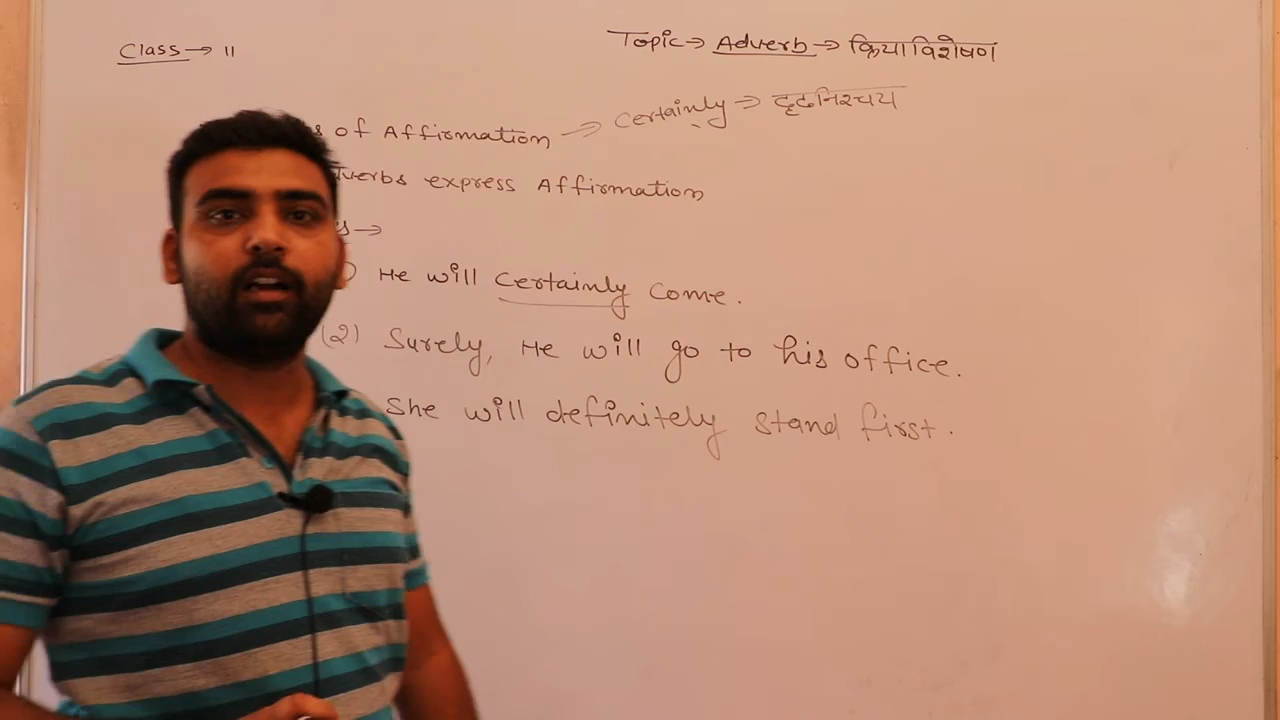 Class → 11
Topic → Adverb → क्रियाविशेषण
of Affirmation → Certainly → दृढनिश्चय
express Affirmation
→
He will Certainly Come.
(2) Surely, He will go to his office.
She will definitely stand first.